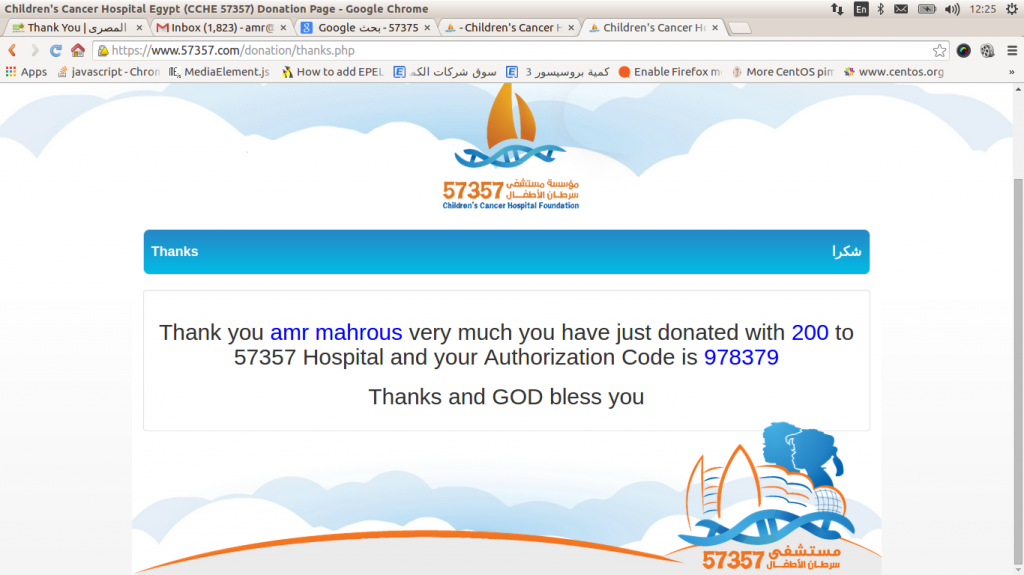 Children's Cancer Hospital Egypt (CCHE 57357) Donation Page - Google Chrome
En
12:25
Thank You | المصرى
Inbox (1,823) - amr@
Google بحث - 57375
- Children's Cancer H
Children's Cancer H
https://www.57357.com/donation/thanks.php
Apps
javascript - Chron
MediaElement.js
How to add EPEL
سوق شركات الكم
كمية بروسيسور 3
Enable Firefox m
More CentOS pim
www.centos.org
»
57357
مؤسسة مستشفى
سرطان الأطفال
Children's Cancer Hospital Foundation
Thanks
شكرا
Thank you amr mahrous very much you have just donated with 200 to
57357 Hospital and your Authorization Code is 978379
Thanks and GOD bless you
57357
مستشفى
سرطان الأطفال